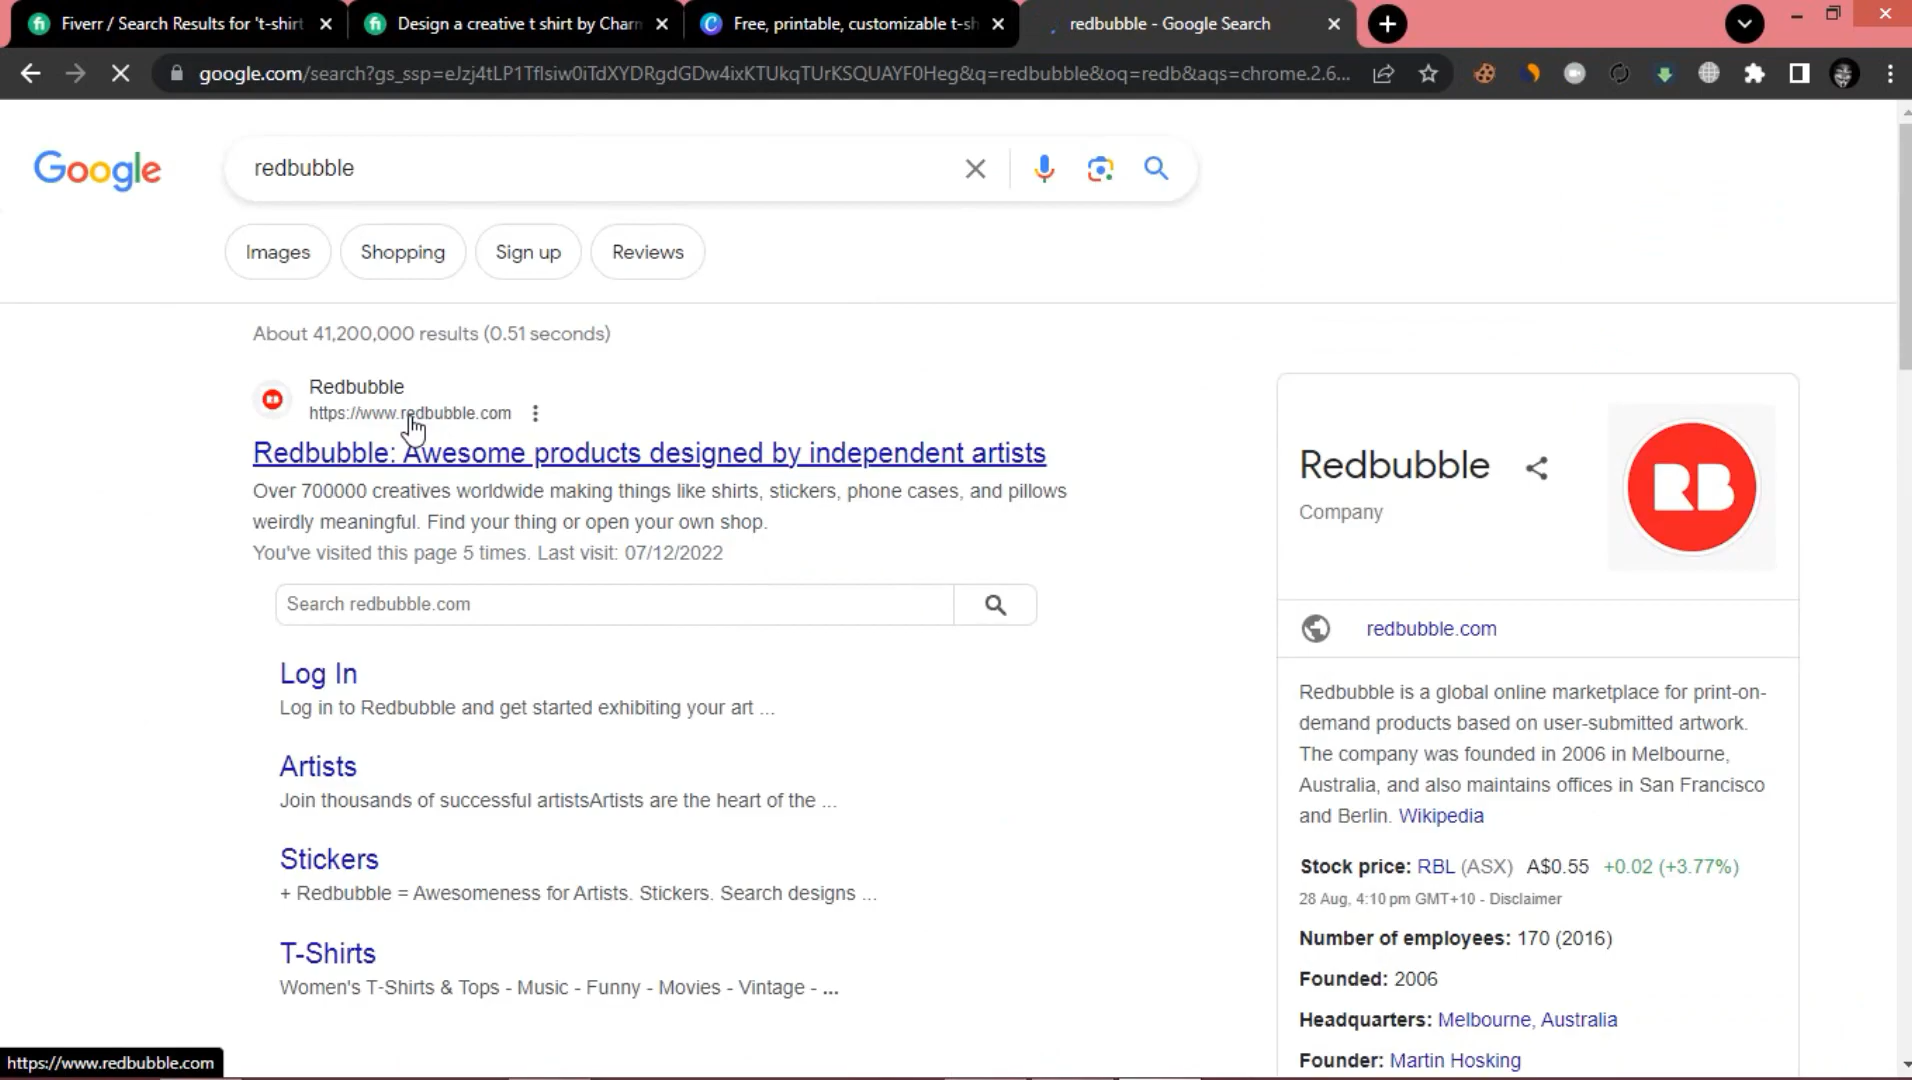 Fiverr / Search Results for 't-shirt
Design a creative t shirt by Charm
Free, printable, customizable t-sh
redbubble - Google Search
google.com/search?gs_ssp=eJzj4tLP1TfIsiw0iTdXYDRgdGDw4ixKTUkqTUrKSQUAYF0Heg&q=redbubble&oq=redb&aqs=chrome.2.6...
Google
redbubble
Images
Shopping
Sign up
Reviews
About 41,200,000 results (0.51 seconds)
Redbubble
https://www.redbubble.com
Redbubble: Awesome products designed by independent artists
Over 700000 creatives worldwide making things like shirts, stickers, phone cases, and pillows
weirdly meaningful. Find your thing or open your own shop.
You've visited this page 5 times. Last visit: 07/12/2022
Search redbubble.com
Log In
Log in to Redbubble and get started exhibiting your art ...
Artists
Join thousands of successful artistsArtists are the heart of the ...
Stickers
+ Redbubble = Awesomeness for Artists. Stickers. Search designs ...
T-Shirts
Women's T-Shirts & Tops - Music - Funny - Movies - Vintage - ...
Redbubble
Company
RB
redbubble.com
Redbubble is a global online marketplace for print-on-
demand products based on user-submitted artwork.
The company was founded in 2006 in Melbourne,
Australia, and also maintains offices in San Francisco
and Berlin. Wikipedia
Stock price: RBL (ASX) A$0.55 +0.02 (+3.77%)
28 Aug, 4:10 pm GMT+10 - Disclaimer
Number of employees: 170 (2016)
Founded: 2006
Headquarters: Melbourne, Australia
Founder: Martin Hosking
https://www.redbubble.com